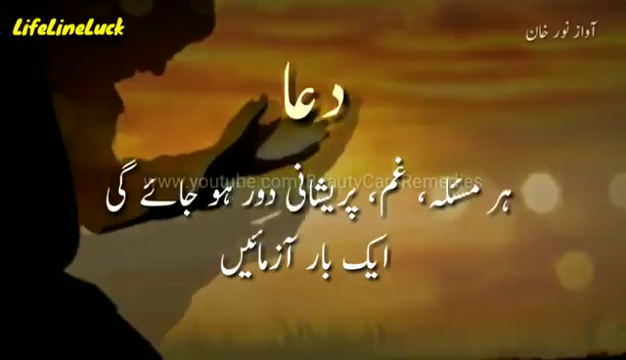 LifeLineLuck
آواز نور خان
دعا
ہر مسئلہ، غم، پریشانی دور ہو جائے گی
www.youtube.com/BeautyCareRemedies
ایک بار آزمائیں